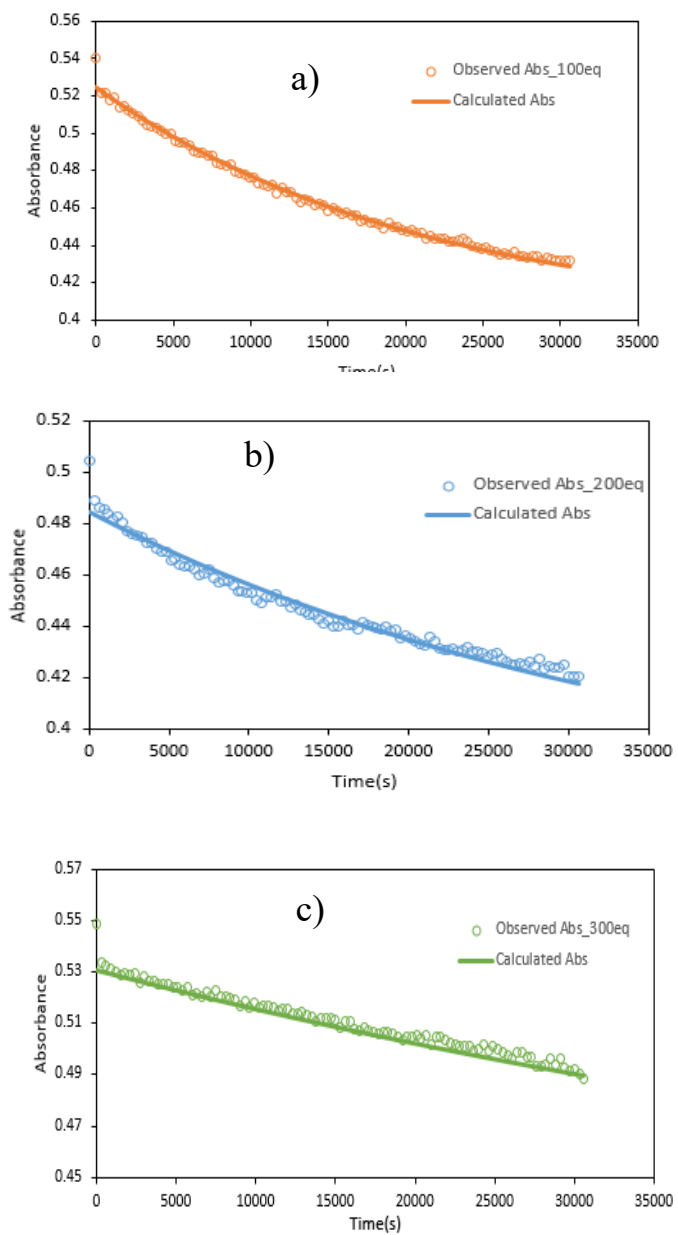 0.56
0.54
0.52
0.5
0.48
0.46
0.44
0.42
0.4
Absorbance
a)
Observed Abs_100eq
Calculated Abs
0 5000 10000 15000 20000 25000 30000 35000
Time(s)
0.52
0.5
0.48
0.46
0.44
0.42
0.4
Absorbance
b)
Observed Abs_200eq
Calculated Abs
0 5000 10000 15000 20000 25000 30000 35000
Time(s)
0.57
0.55
0.53
0.51
0.49
0.47
0.45
Absorbance
c)
Observed Abs_300eq
Calculated Abs
0 5000 10000 15000 20000 25000 30000 35000
Time(s)